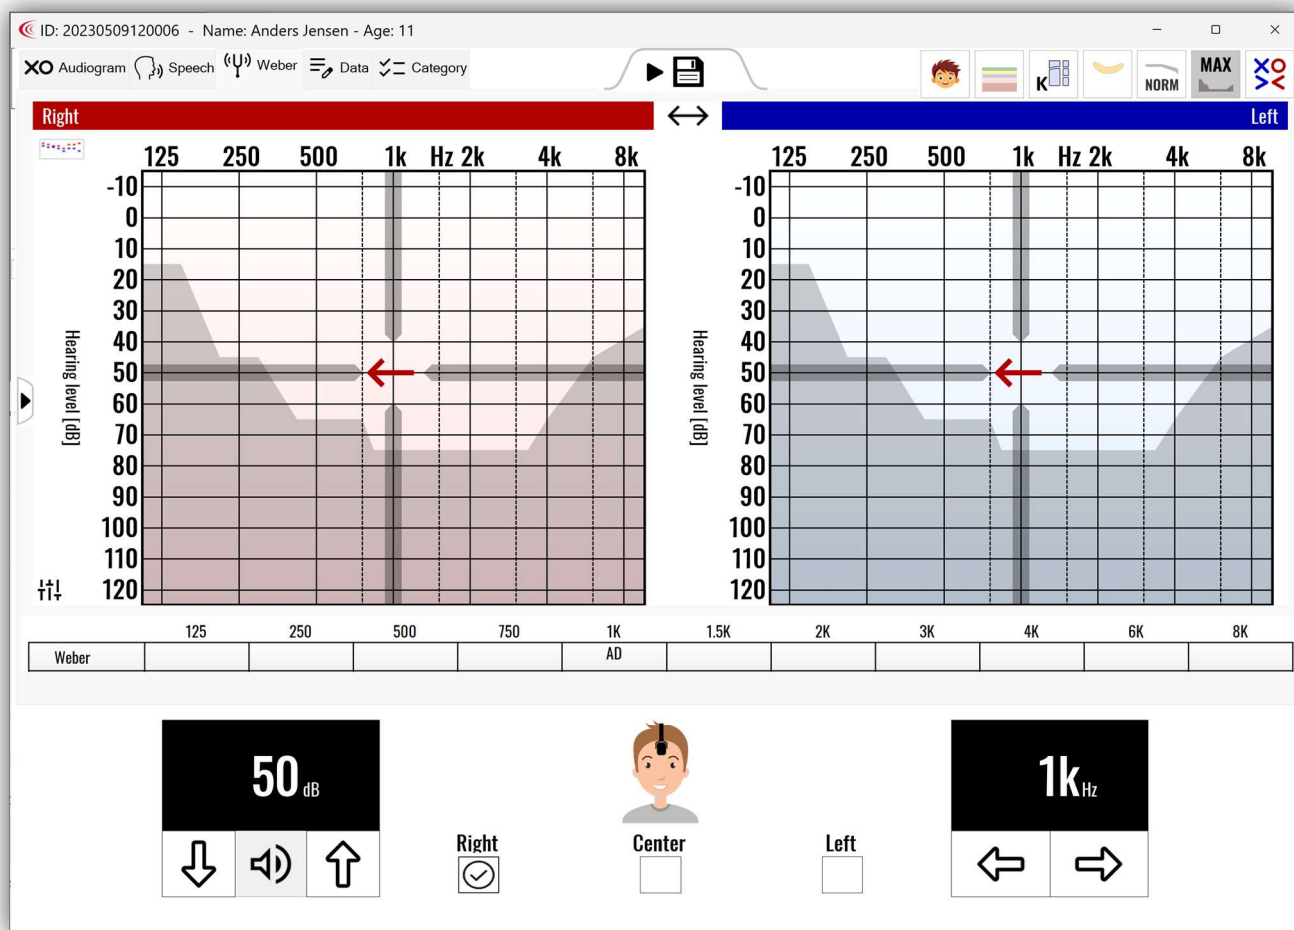 ID: 20230509120006 - Name: Anders Jensen - Age: 11
XO Audiogram Speech Weber Data Category
K NORM MAX
Right
Left
125 250 500 1k Hz 2k 4k 8k
-10
0
10
20
30
40
50
60
70
80
90
100
110
120
Hearing level [dB]
125 250 500 1k Hz 2k 4k 8k
-10
0
10
20
30
40
50
60
70
80
90
100
110
120
Hearing level [dB]
125 250 500 750 1K 1.5K 2K 3K 4K 6K 8K
Weber AD
50 dB
1k Hz
Right Center Left